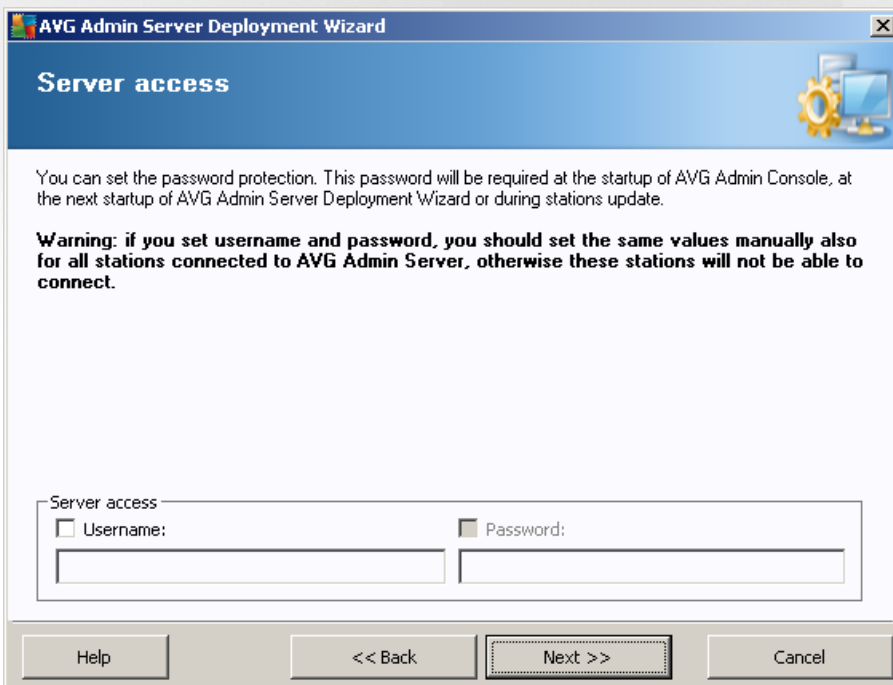 AVG Admin Server Deployment Wizard
Server access
You can set the password protection. This password will be required at the startup of AVG Admin Console, at
the next startup of AVG Admin Server Deployment Wizard or during stations update.
Warning: if you set username and password, you should set the same values manually also
for all stations connected to AVG Admin Server, otherwise these stations will not be able to
connect.
Server access
Username:
Password:
Help
<< Back
Next >>
Cancel